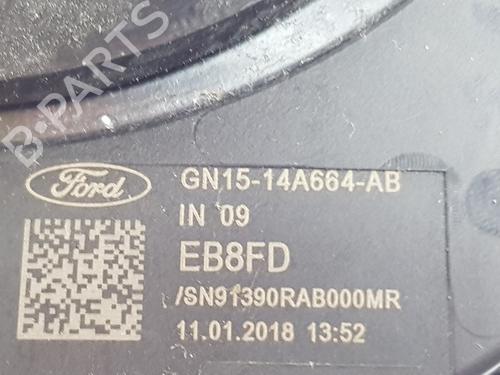 B-PARTS
Ford
GN15-14A664-AB
IN 09
EB8FD
/SN91390RAB000MR
11.01.2018 13:52